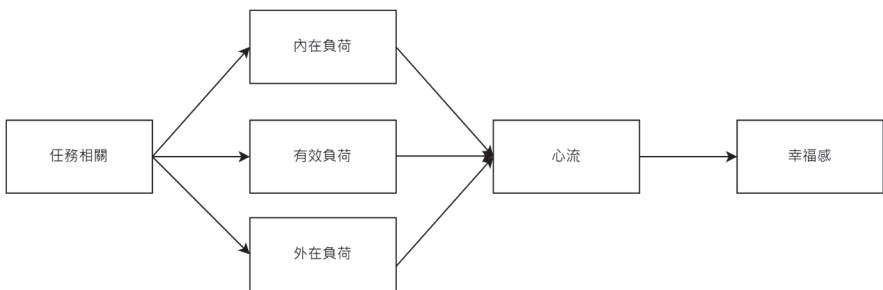 內在負荷
任務相關
有效負荷
心流
幸福感
外在負荷